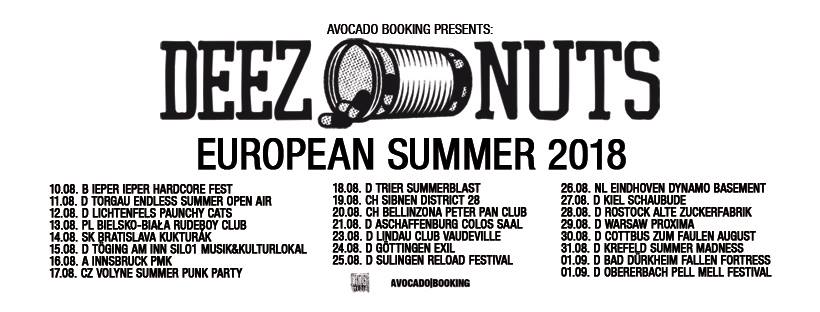 AVOCADO BOOKING PRESENTS:
DEEZ NUTS
EUROPEAN SUMMER 2018
10.08. B IEPER IEPER HARDCORE FEST
11.08. D TORGAU ENDLESS SUMMER OPEN AIR
12.08. D LICHTENFELS PAUNCHY CATS
13.08. PL BIELSKO-BIAŁA RUDEBOY CLUB
14.08. SK BRATISLAVA KUKTURÁK
15.08. D TÖGING AM INN SILO1 MUSIK&KULTURLOKAL
16.08. A INNSBRUCK PMK
17.08. CZ VOLYNE SUMMER PUNK PARTY
18.08. D TRIER SUMMERBLAST
19.08. CH SIBNEN DISTRICT 28
20.08. CH BELLINZONA PETER PAN CLUB
21.08. D ASCHAFFENBURG COLOS SAAL
23.08. D LINDAU CLUB VAUDEVILLE
24.08. D GÖTTINGEN EXIL
25.08. D SULINGEN RELOAD FESTIVAL
26.08. NL EINDHOVEN DYNAMO BASEMENT
27.08. D KIEL SCHAUBUDE
28.08. D ROSTOCK ALTE ZUCKERFABRIK
29.08. D WARSAW PROXIMA
30.08. D COTTBUS ZUM FAULEN AUGUST
31.08. D KREFELD SUMMER MADNESS
01.09. D BAD DÜRKHEIM FALLEN FORTRESS
01.09. D OBERERBACH PELL MELL FESTIVAL
AVOCADO|BOOKING